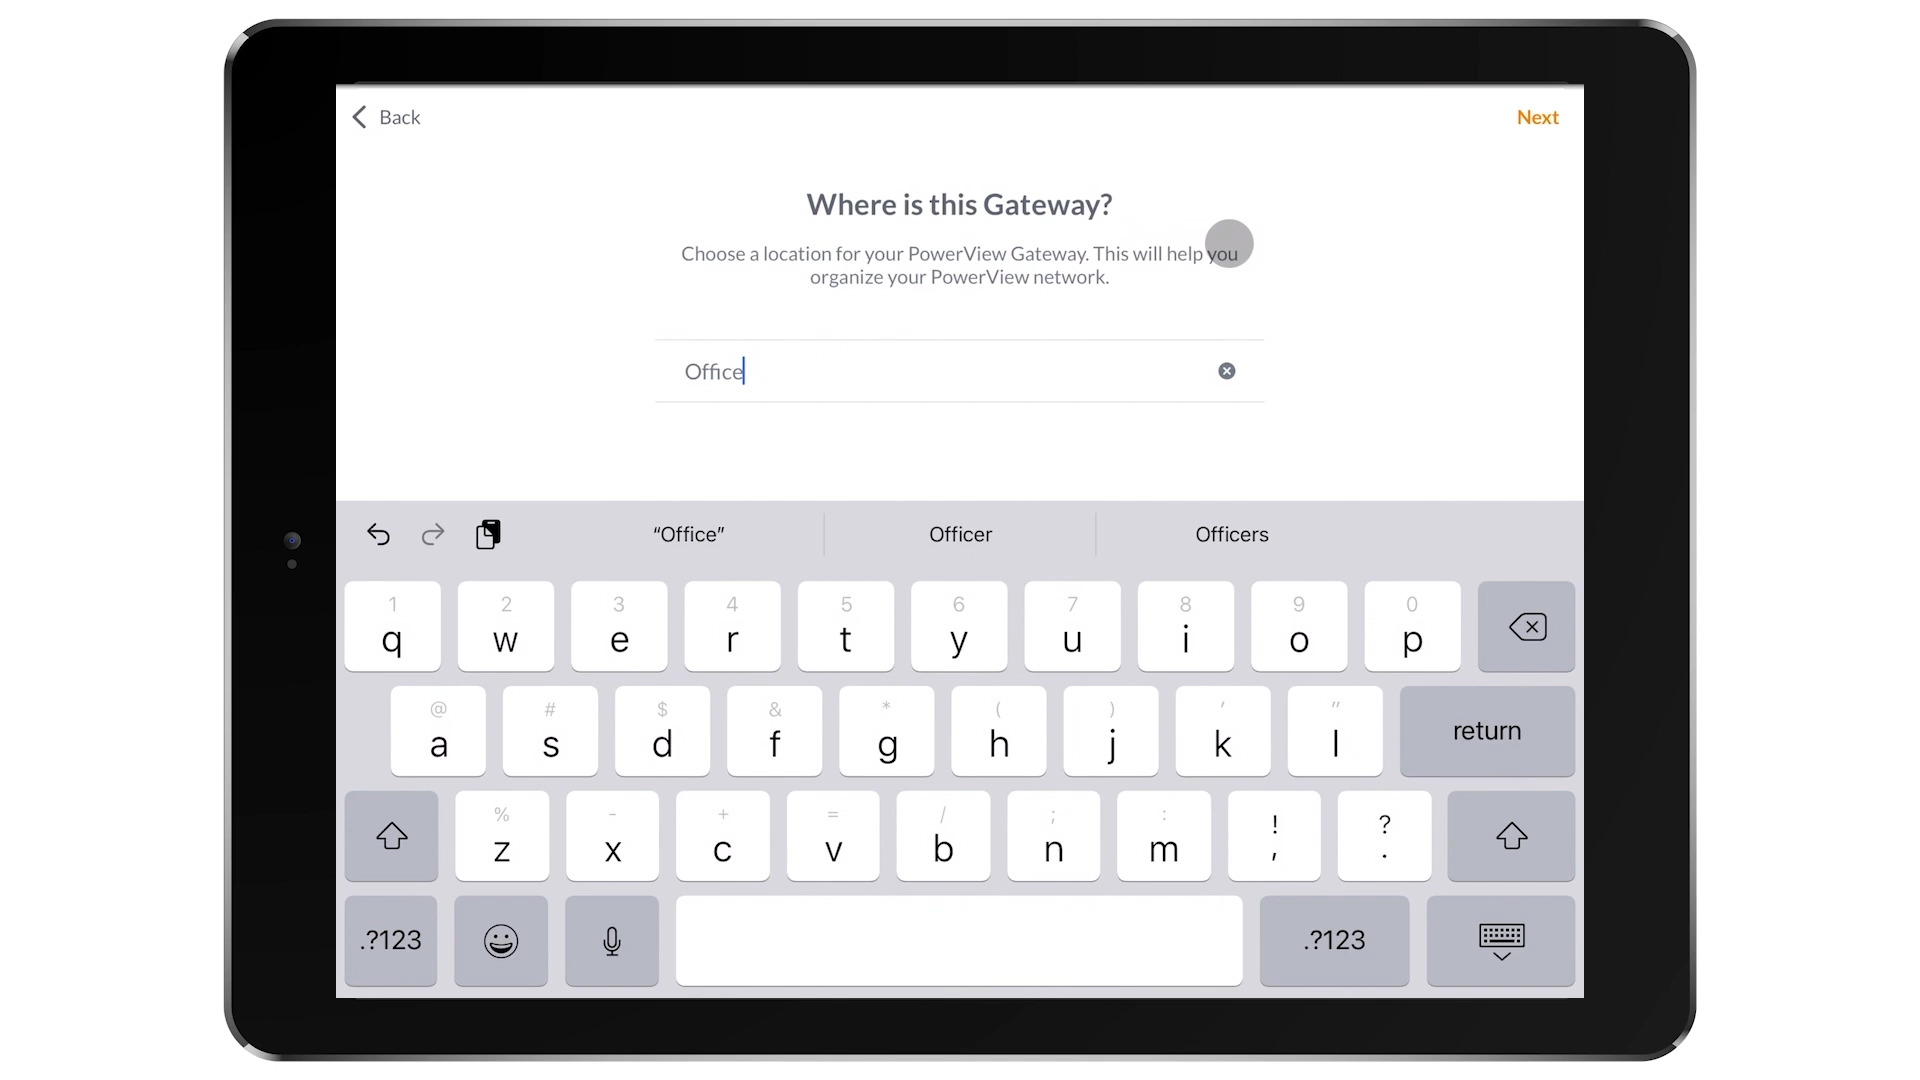 Back
Next
Where is this Gateway?
Choose a location for your PowerView Gateway. This will help you
organize your PowerView network.
Office
“Office” Officer Officers
1 2 3 4 5 6 7 8 9 0
q w e r t y u i o p
@ # $ & * ( ) ' "
a s d f g h j k l return
% - + = / ; : ! ?
z x c v b n m , .
.?123 .?123